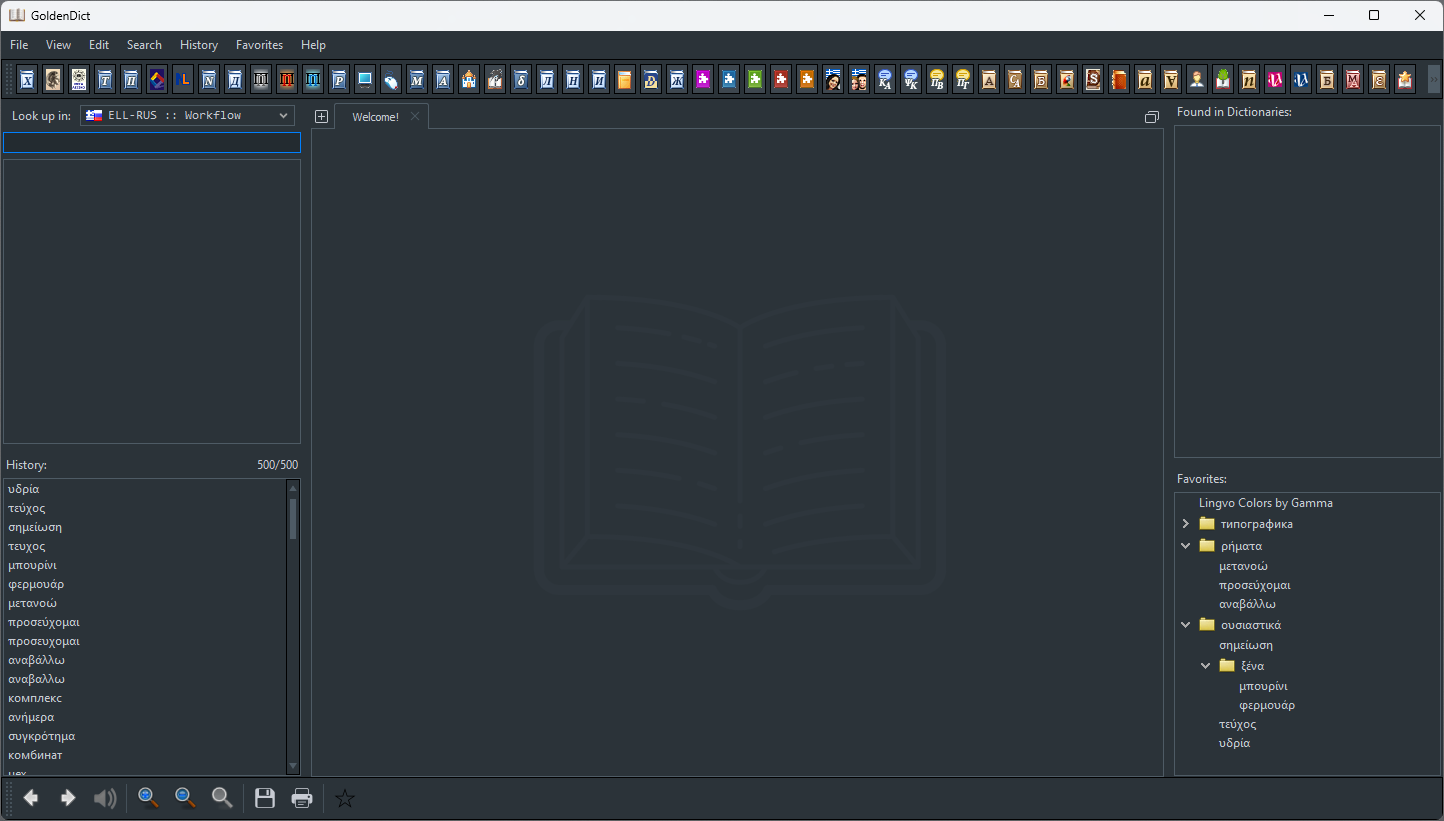 GoldenDict
File View Edit Search History Favorites Help
Look up in: ELL-RUS :: Workflow
Welcome!
Found in Dictionaries:
History: 500/500
υδρία
τεύχος
σημείωση
τευχος
μπουρίνι
φερμουάρ
μετανοώ
προσεύχομαι
προσευχομαι
αναβάλλω
αναβαλλω
комплекс
ανήμερα
συγκρότημα
комбинат
Favorites:
Lingvo Colors by Gamma
типографика
ρήματα
μετανοώ
προσεύχομαι
αναβάλλω
ουσιαστικά
σημείωση
ξένα
μπουρίνι
φερμουάρ
τεύχος
υδρία